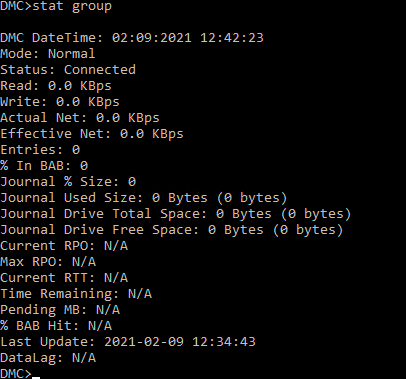 DMC>stat group
DMC DateTime: 02:09:2021 12:42:23
Mode: Normal
Status: Connected
Read: 0.0 KBps
Write: 0.0 KBps
Actual Net: 0.0 KBps
Effective Net: 0.0 KBps
Entries: 0
% In BAB: 0
Journal % Size: 0
Journal Used Size: 0 Bytes (0 bytes)
Journal Drive Total Space: 0 Bytes (0 bytes)
Journal Drive Free Space: 0 Bytes (0 bytes)
Current RPO: N/A
Max RPO: N/A
Current RTT: N/A
Time Remaining: N/A
Pending MB: N/A
% BAB Hit: N/A
Last Update: 2021-02-09 12:34:43
DataLag: N/A
DMC>_